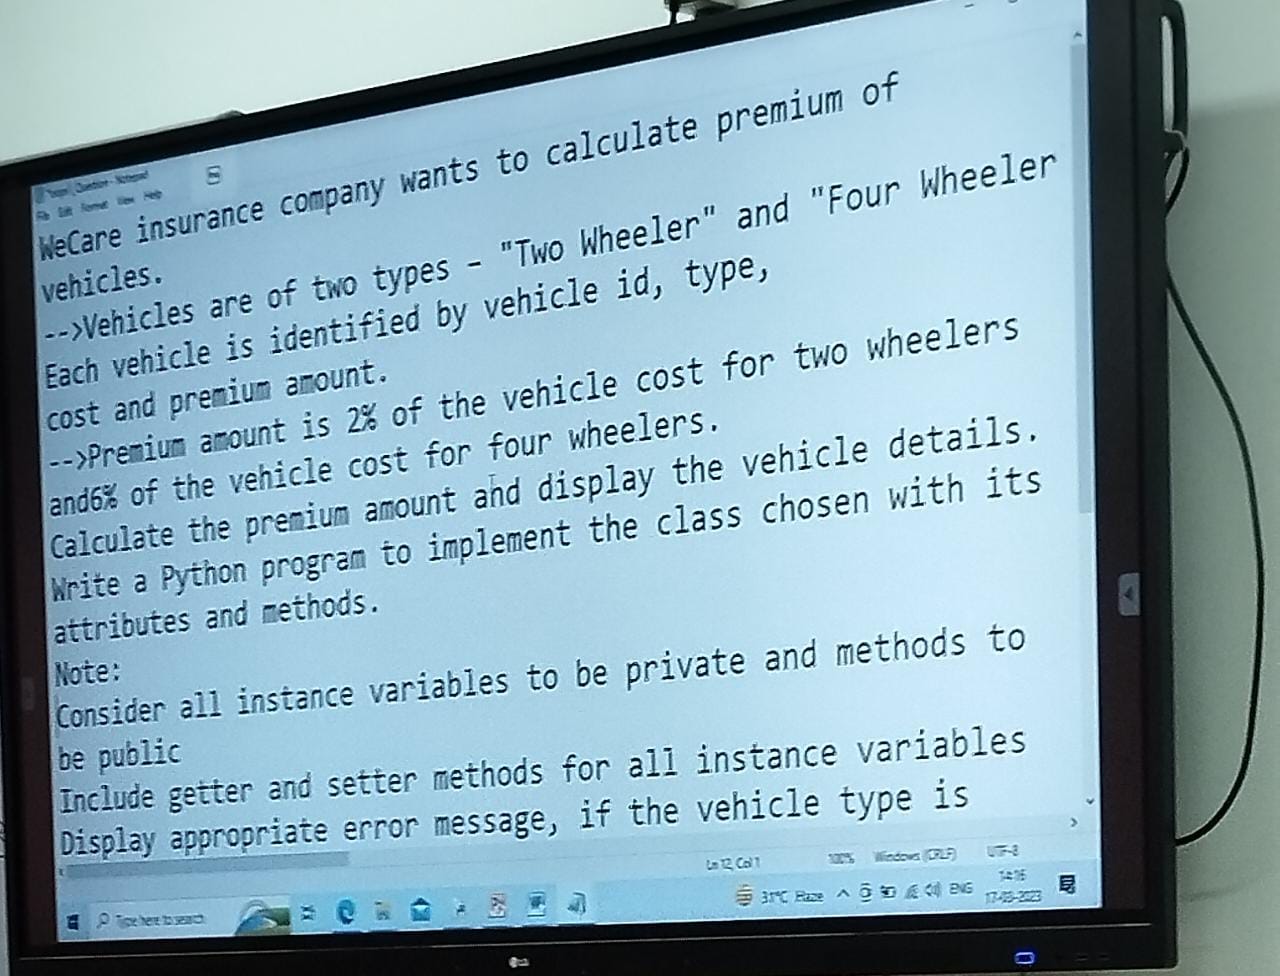 Question - Notepad
File Edit Format View Help
WeCare insurance company wants to calculate premium of
vehicles.
-->Vehicles are of two types - "Two Wheeler" and "Four Wheeler
Each vehicle is identified by vehicle id, type,
cost and premium amount.
-->Premium amount is 2% of the vehicle cost for two wheelers
and6% of the vehicle cost for four wheelers.
Calculate the premium amount and display the vehicle details.
Write a Python program to implement the class chosen with its
attributes and methods.
Note:
Consider all instance variables to be private and methods to
be public
Include getter and setter methods for all instance variables
Display appropriate error message, if the vehicle type is
Ln 12, Col 1 100% Windows (CRLF) UTF-8
Type here to search 31°C Haze ENG 14:16
17-03-2023
LG